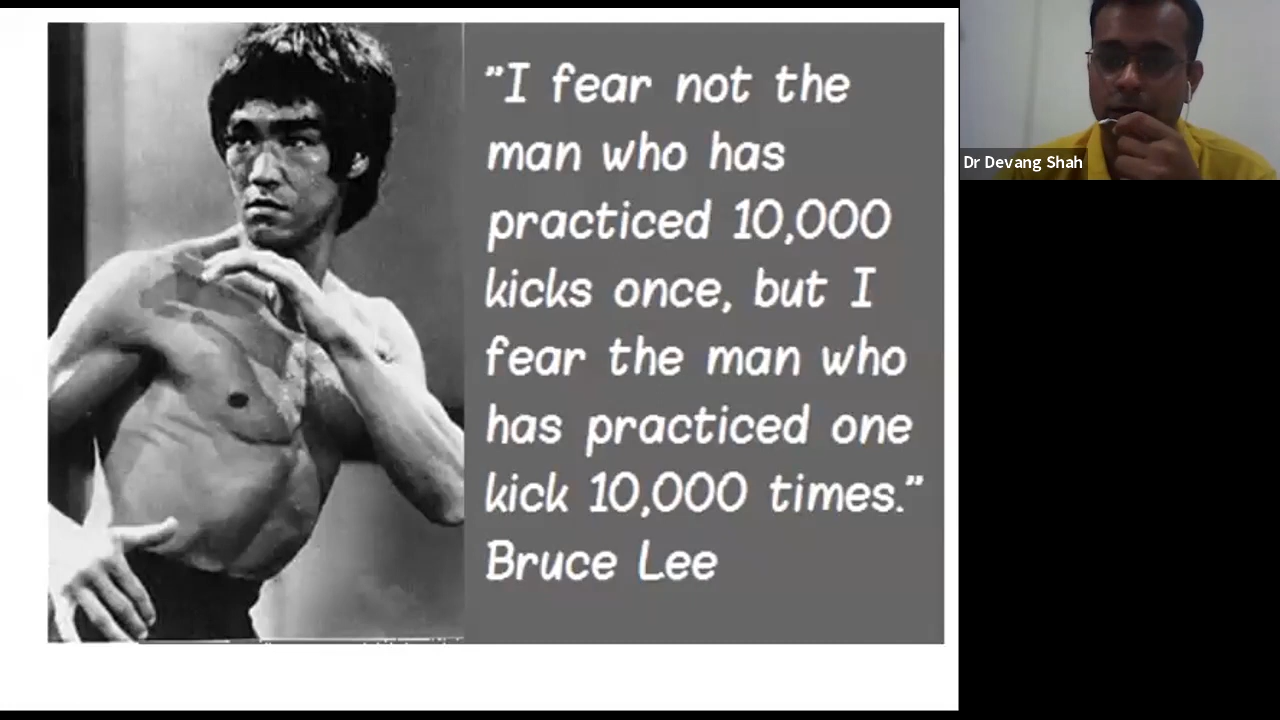 ”I fear not the
man who has
practiced 10,000
kicks once, but I
fear the man who
has practiced one
kick 10,000 times.”
Bruce Lee
Dr Devang Shah